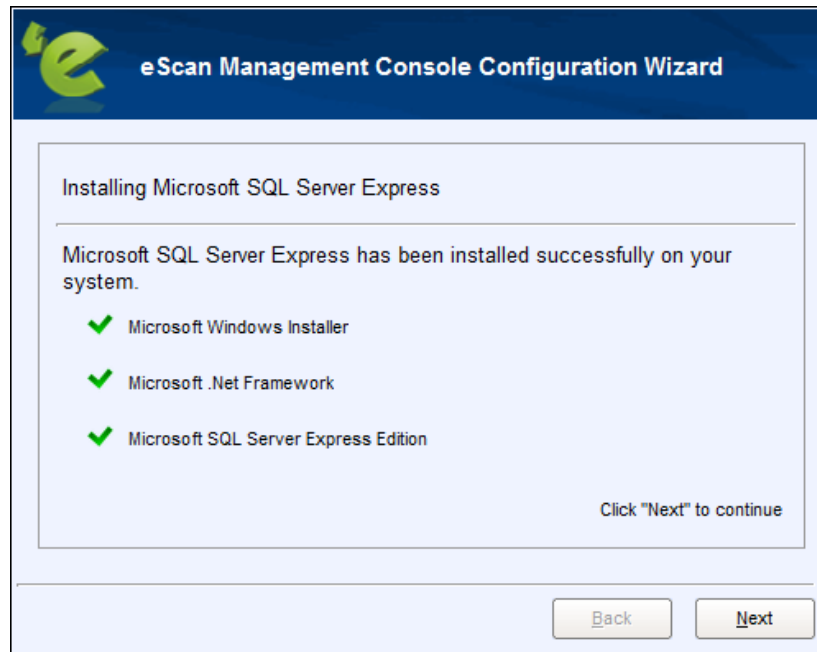 eScan Management Console Configuration Wizard
Installing Microsoft SQL Server Express
Microsoft SQL Server Express has been installed successfully on your
system.
Microsoft Windows Installer
Microsoft .Net Framework
Microsoft SQL Server Express Edition
Click "Next" to continue
Back
Next